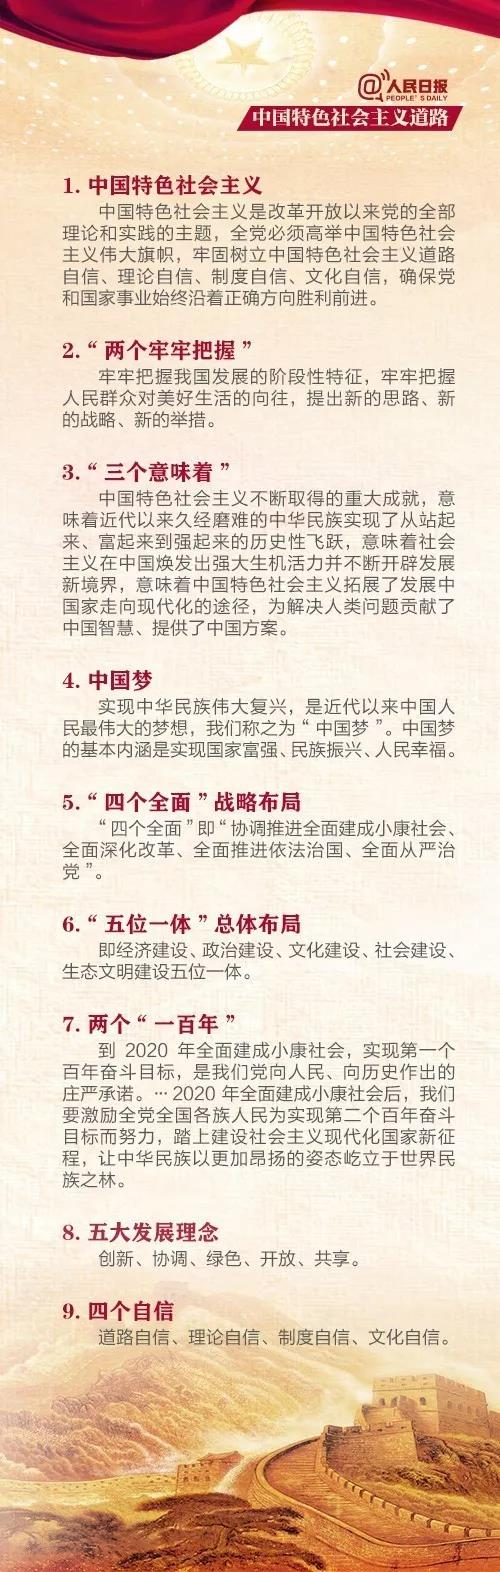 @人民日报
PEOPLE'S DAILY
中国特色社会主义道路
1. 中国特色社会主义
中国特色社会主义是改革开放以来党的全部
理论和实践的主题，全党必须高举中国特色社会
主义伟大旗帜，牢固树立中国特色社会主义道路
自信、理论自信、制度自信、文化自信，确保党
和国家事业始终沿着正确方向胜利前进。
2.“两个牢牢把握”
牢牢把握我国发展的阶段性特征，牢牢把握
人民群众对美好生活的向往，提出新的思路、新
的战略、新的举措。
3.“三个意味着”
中国特色社会主义不断取得的重大成就，意
味着近代以来久经磨难的中华民族实现了从站起
来、富起来到强起来的历史性飞跃，意味着社会
主义在中国焕发出强大生机活力并不断开辟发展
新境界，意味着中国特色社会主义拓展了发展中
国家走向现代化的途径，为解决人类问题贡献了
中国智慧、提供了中国方案。
4. 中国梦
实现中华民族伟大复兴，是近代以来中国人
民最伟大的梦想，我们称之为“中国梦”。中国梦
的基本内涵是实现国家富强、民族振兴、人民幸福。
5.“四个全面”战略布局
“四个全面”即“协调推进全面建成小康社会、
全面深化改革、全面推进依法治国、全面从严治
党”。
6.“五位一体”总体布局
即经济建设、政治建设、文化建设、社会建设、
生态文明建设五位一体。
7. 两个“一百年”
到 2020 年全面建成小康社会，实现第一个
百年奋斗目标，是我们党向人民、向历史作出的
庄严承诺。… 2020 年全面建成小康社会后，我们
要激励全党全国各族人民为实现第二个百年奋斗
目标而努力，踏上建设社会主义现代化国家新征
程，让中华民族以更加昂扬的姿态屹立于世界民
族之林。
8. 五大发展理念
创新、协调、绿色、开放、共享。
9. 四个自信
道路自信、理论自信、制度自信、文化自信。